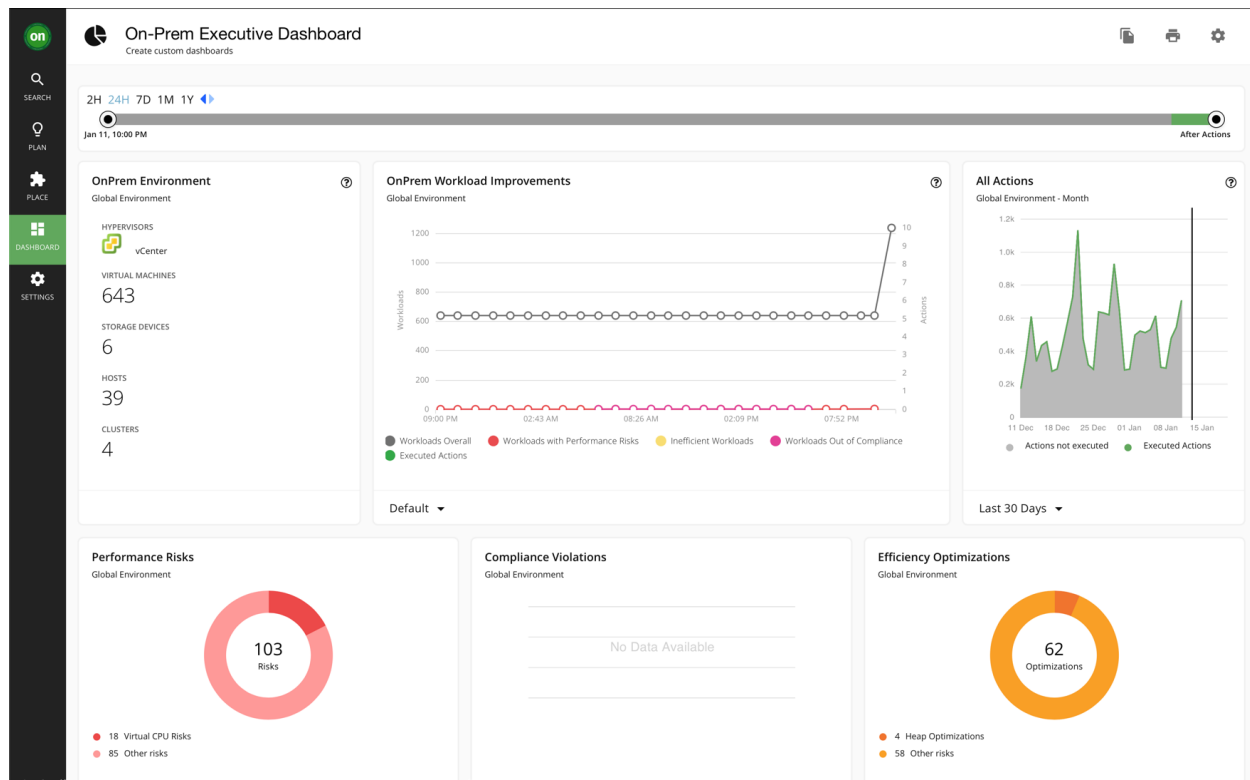 on
On-Prem Executive Dashboard
Create custom dashboards
SEARCH
PLAN
PLACE
DASHBOARD
SETTINGS
2H 24H 7D 1M 1Y
Jan 11, 10:00 PM
After Actions
OnPrem Environment
Global Environment
HYPERVISORS
vCenter
VIRTUAL MACHINES
643
STORAGE DEVICES
6
HOSTS
39
CLUSTERS
4
OnPrem Workload Improvements
Global Environment
Workloads
1200
1000
800
600
400
200
0
10
9
8
7
6
5
4
3
2
1
0
Actions
09:00 PM 02:43 AM 08:26 AM 02:09 PM 07:52 PM
Workloads Overall Workloads with Performance Risks Inefficient Workloads Workloads Out of Compliance
Executed Actions
Default
All Actions
Global Environment - Month
1.2k
1.0k
0.8k
0.6k
0.4k
0.2k
0
11 Dec 18 Dec 25 Dec 01 Jan 08 Jan 15 Jan
Actions not executed Executed Actions
Last 30 Days
Performance Risks
Global Environment
103
Risks
18 Virtual CPU Risks
85 Other risks
Compliance Violations
Global Environment
No Data Available
Efficiency Optimizations
Global Environment
62
Optimizations
4 Heap Optimizations
58 Other risks